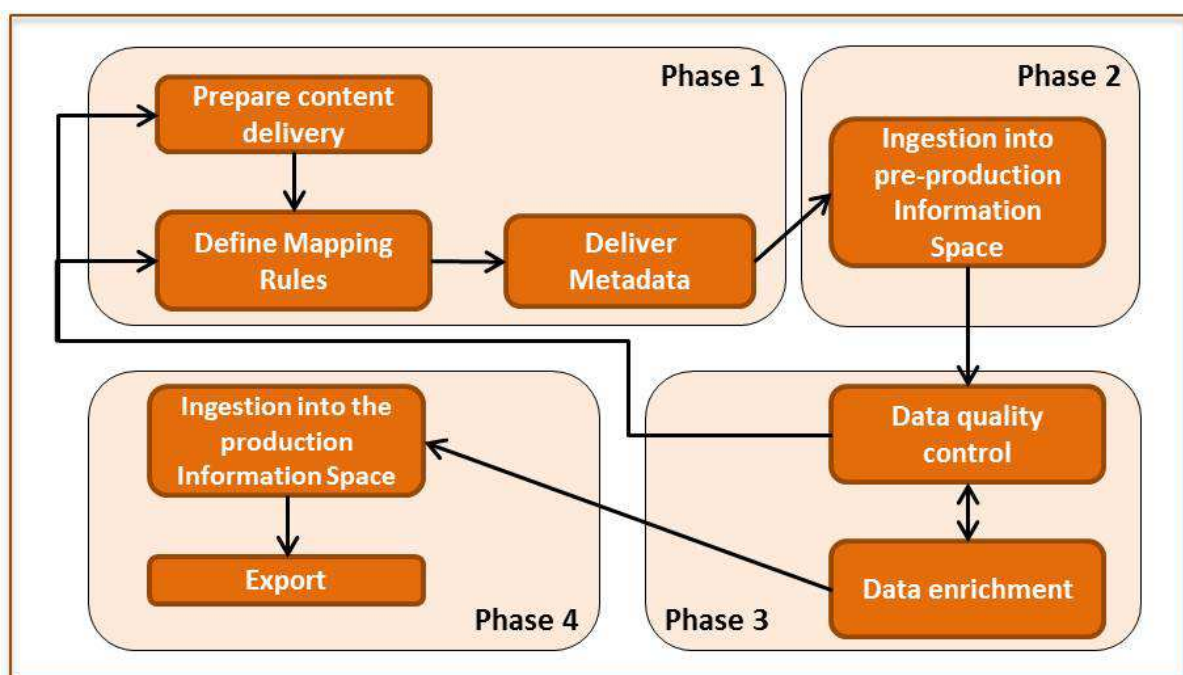 Phase 1
Prepare content
delivery
Define Mapping
Rules
Deliver
Metadata
Phase 2
Ingestion into
pre-production
Information
Space
Data quality
control
Data enrichment
Phase 3
Ingestion into the
production
Information Space
Export
Phase 4